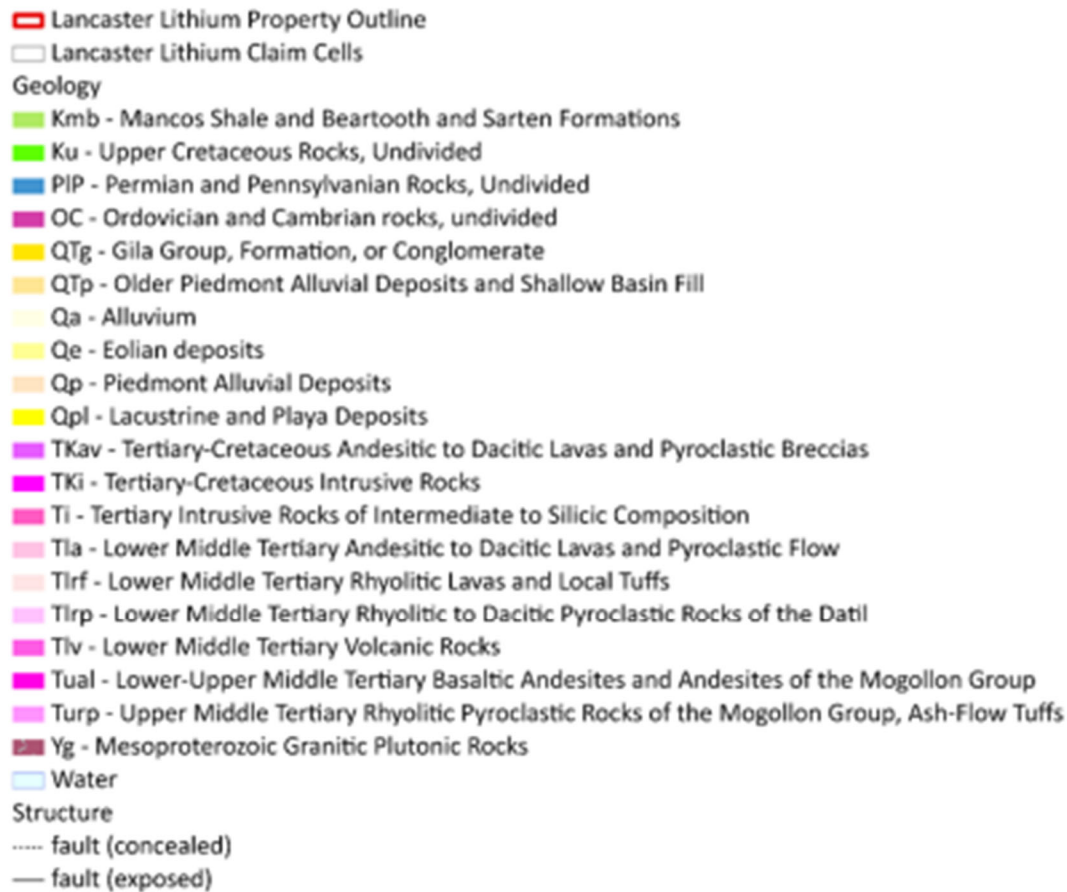 Lancaster Lithium Property Outline
Lancaster Lithium Claim Cells
Geology
Kmb - Mancos Shale and Beartooth and Sarten Formations
Ku - Upper Cretaceous Rocks, Undivided
PIP - Permian and Pennsylvanian Rocks, Undivided
OC - Ordovician and Cambrian rocks, undivided
QTg - Gila Group, Formation, or Conglomerate
QTp - Older Piedmont Alluvial Deposits and Shallow Basin Fill
Qa - Alluvium
Qe - Eolian deposits
Qp - Piedmont Alluvial Deposits
Qpl - Lacustrine and Playa Deposits
TKav - Tertiary-Cretaceous Andesitic to Dacitic Lavas and Pyroclastic Breccias
TKi - Tertiary-Cretaceous Intrusive Rocks
Ti - Tertiary Intrusive Rocks of Intermediate to Silicic Composition
Tla - Lower Middle Tertiary Andesitic to Dacitic Lavas and Pyroclastic Flow
Tlrf - Lower Middle Tertiary Rhyolitic Lavas and Local Tuffs
Tlrp - Lower Middle Tertiary Rhyolitic to Dacitic Pyroclastic Rocks of the Datil
Tlv - Lower Middle Tertiary Volcanic Rocks
Tual - Lower-Upper Middle Tertiary Basaltic Andesites and Andesites of the Mogollon Group
Turp - Upper Middle Tertiary Rhyolitic Pyroclastic Rocks of the Mogollon Group, Ash-Flow Tuffs
Yg - Mesoproterozoic Granitic Plutonic Rocks
Water
Structure
fault (concealed)
fault (exposed)